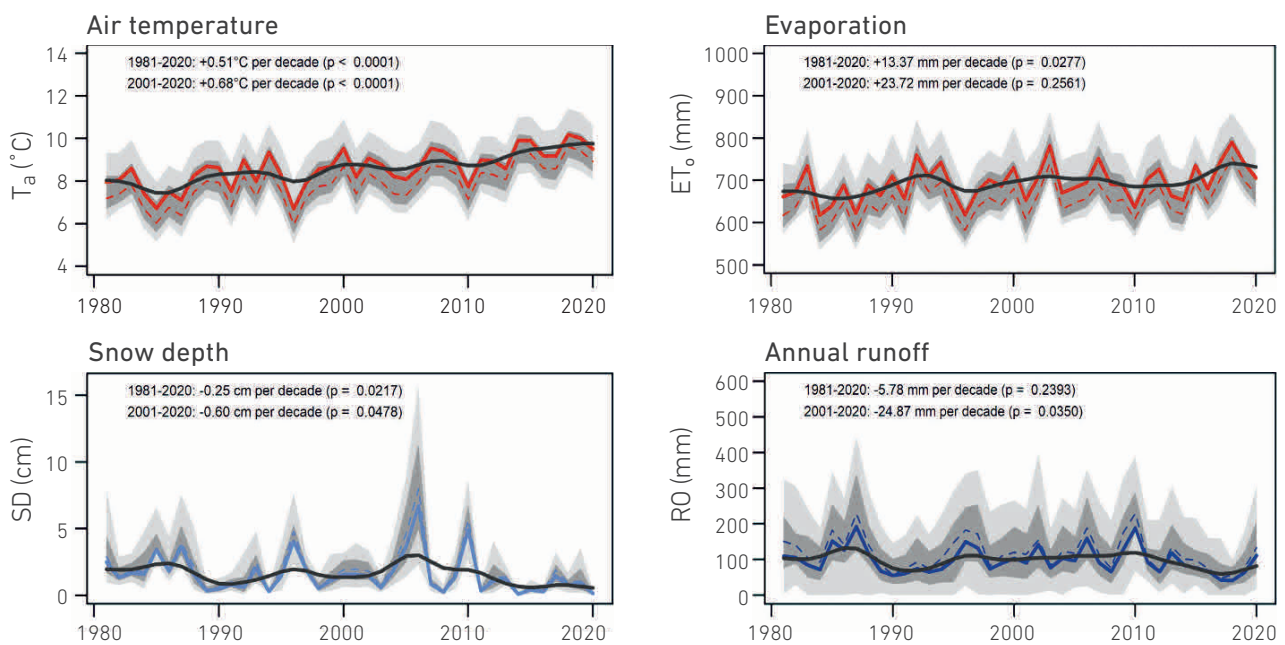 Air temperature
1981-2020: +0.51°C per decade (p < 0.0001)
2001-2020: +0.68°C per decade (p < 0.0001)
Ta (°C)
14
12
10
8
6
4
1980
1990
2000
2010
2020
Evaporation
1981-2020: +13.37 mm per decade (p = 0.0277)
2001-2020: +23.72 mm per decade (p = 0.2561)
ETo (mm)
1000
900
800
700
600
500
1980
1990
2000
2010
2020
Snow depth
1981-2020: -0.25 cm per decade (p = 0.0217)
2001-2020: -0.60 cm per decade (p = 0.0478)
SD (cm)
15
10
5
0
1980
1990
2000
2010
2020
Annual runoff
1981-2020: -5.78 mm per decade (p = 0.2393)
2001-2020: -24.87 mm per decade (p = 0.0350)
RO (mm)
600
500
400
300
200
100
0
1980
1990
2000
2010
2020